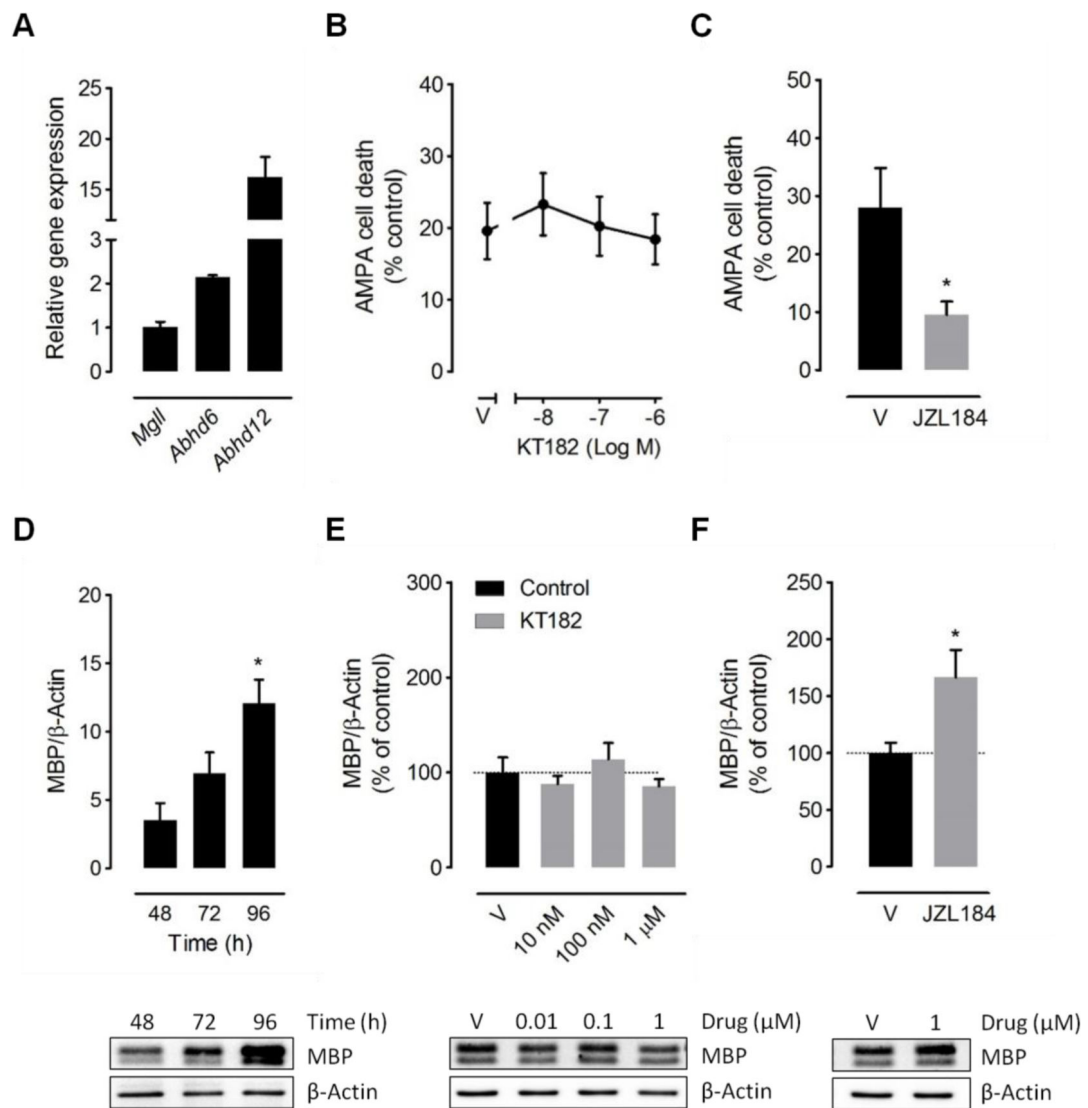 A
Relative gene expression
25
20
15
3
2
1
0
Mgll
Abhd6
Abhd12
B
AMPA cell death
(% control)
40
30
20
10
0
V
-8
-7
-6
KT182 (Log M)
C
AMPA cell death
(% control)
50
40
30
20
10
0
*
V
JZL184
D
MBP/β-Actin
20
15
10
5
0
*
48
72
96
Time (h)
E
MBP/β-Actin
(% of control)
300
200
100
0
Control
KT182
V
10 nM
100 nM
1 μM
F
MBP/β-Actin
(% of control)
250
200
150
100
50
0
*
V
JZL184
48 72 96 Time (h)
MBP
β-Actin
V 0.01 0.1 1 Drug (μM)
MBP
β-Actin
V 1 Drug (μM)
MBP
β-Actin